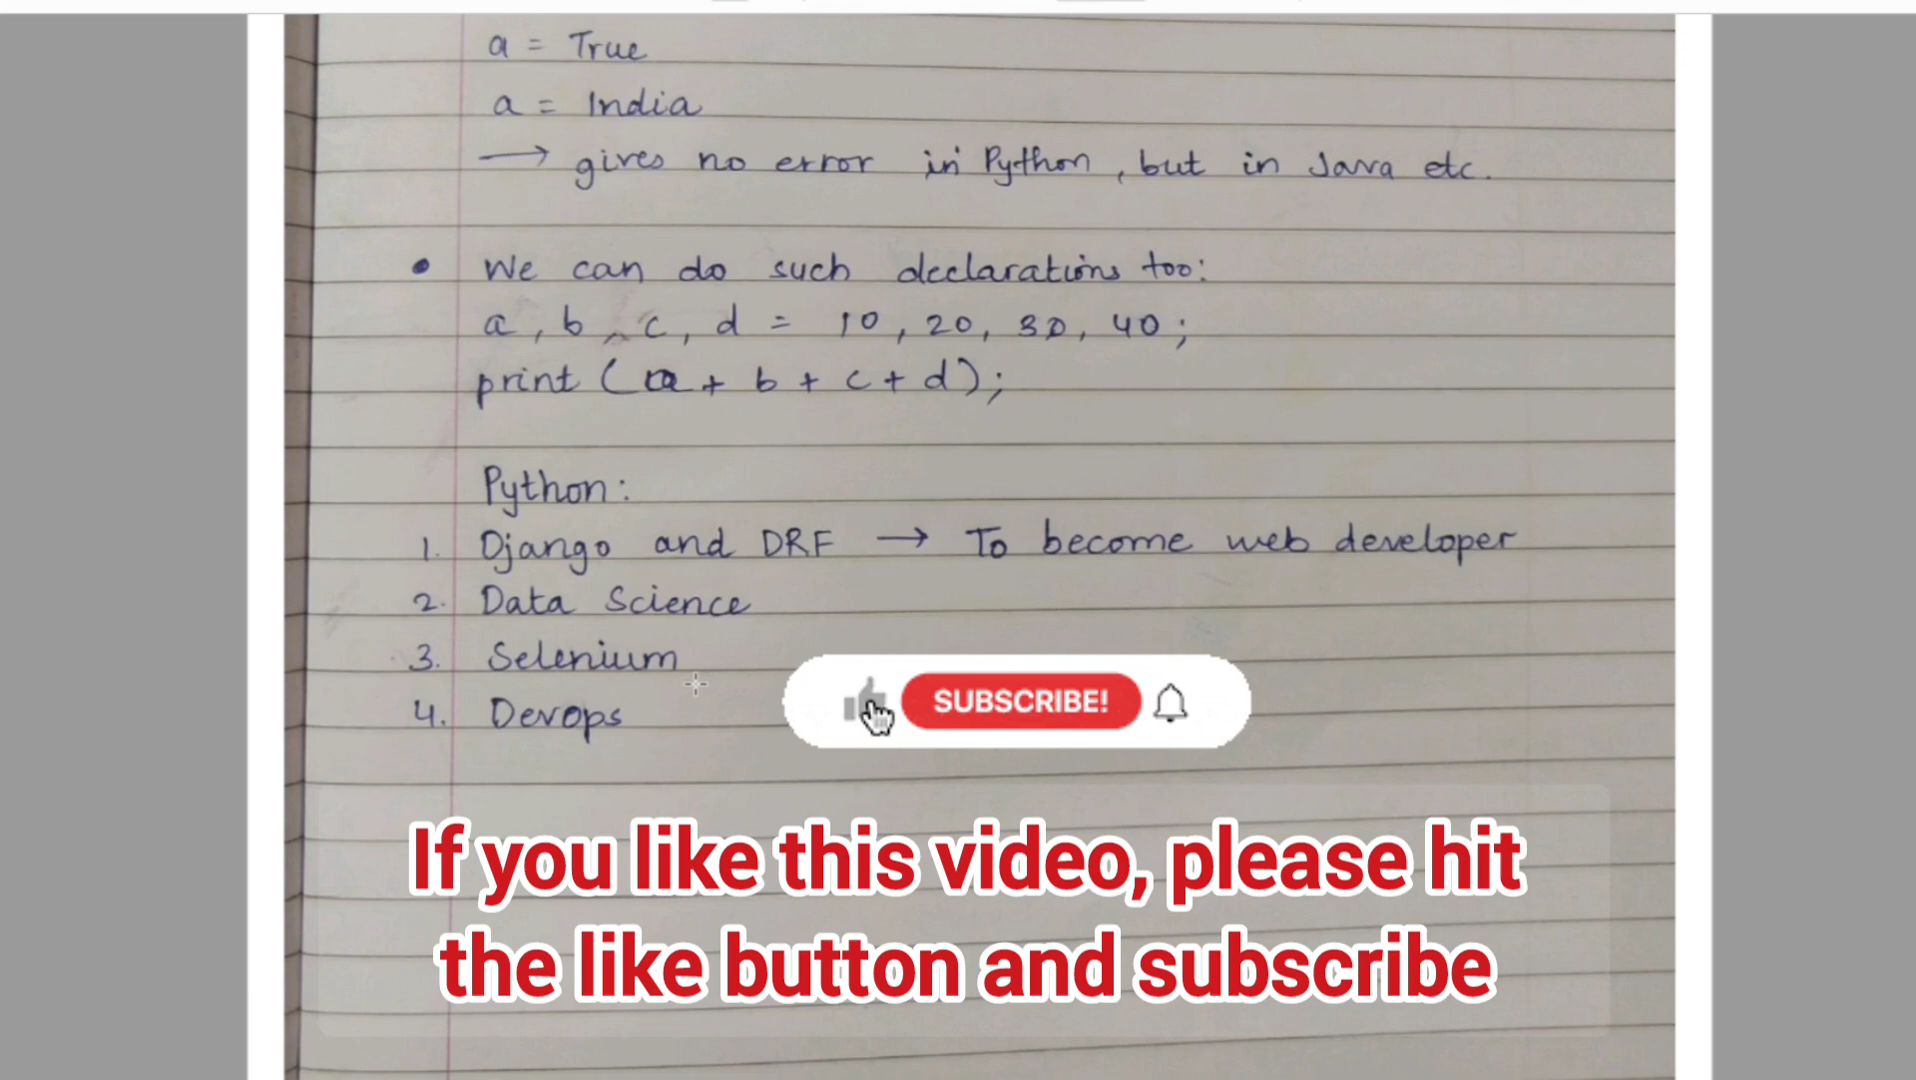 a = True
a = India
→ gives no error in Python, but in Java etc.
• We can do such declarations too:
a, b, c, d = 10, 20, 30, 40;
print (a + b + c + d);
Python:
1. Django and DRF → To become web developer
2. Data Science
3. Selenium
4. Devops
SUBSCRIBE!
If you like this video, please hit
the like button and subscribe